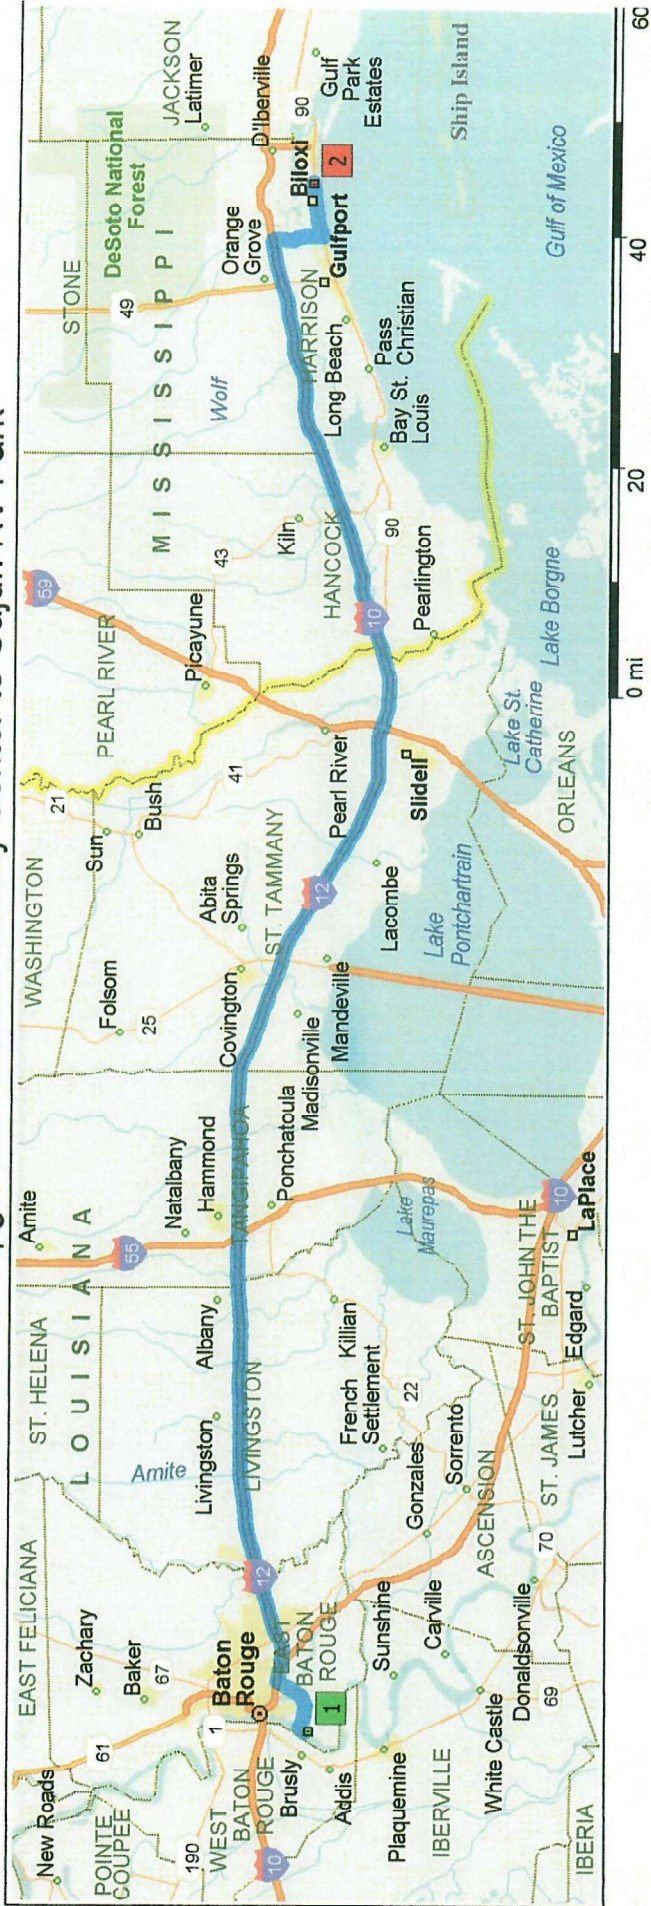 New Roads
POINTE
COUPEE
EAST FELICIANA
61
Zachary
Baker
67
190
1
WEST
BATON
ROUGE
10
Baton
Rouge
EAST
BATON
ROUGE
1
Brusly
Addis
Plaquemine
IBERVILLE
White Castle
IBERIA
Sunshine
Carville
Donaldsonville
69
70
ASCENSION
Gonzales
Sorrento
22
French
Settlement
Killian
12
Amite
Livingston
LIVINGSTON
Albany
ST. HELENA
LOUISIANA
Amite
55
Natalbany
Hammond
TANGIPAHOA
Ponchatoula
Lake
Maurepas
ST. JAMES
Lutcher
Edgard
ST. JOHN THE
BAPTIST
10
LaPlace
WASHINGTON
Folsom
25
Covington
Madisonville
Mandeville
Abita
Springs
ST. TAMMANY
12
Lacombe
Lake
Pontchartrain
Sun
Bush
21
41
Pearl River
Slidell
ORLEANS
Lake St.
Catherine
Lake Borgne
PEARL RIVER
Picayune
59
43
MISSISSIPPI
Kiln
HANCOCK
10
90
Pearlington
Wolf
STONE
49
DeSoto National
Forest
Orange
Grove
HARRISON
Long Beach
Pass
Christian
Bay St.
Louis
Gulfport
Biloxi
2
D'Iberville
JACKSON
Latimer
90
Gulf
Park
Estates
Ship Island
Gulf of Mexico
0 mi
20
40
60